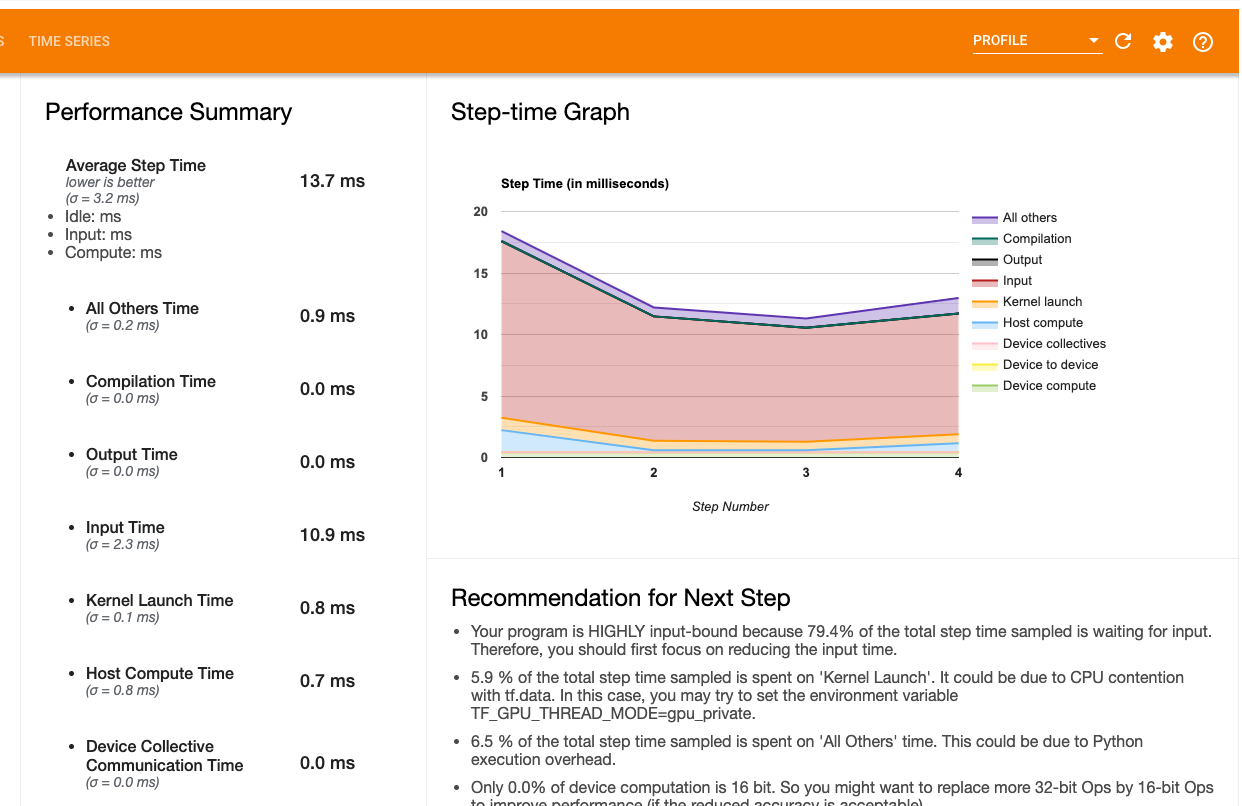 S TIME SERIES PROFILE
Performance Summary
Average Step Time
lower is better
(σ = 3.2 ms)
13.7 ms
• Idle: ms
• Input: ms
• Compute: ms
• All Others Time
(σ = 0.2 ms)
0.9 ms
• Compilation Time
(σ = 0.0 ms)
0.0 ms
• Output Time
(σ = 0.0 ms)
0.0 ms
• Input Time
(σ = 2.3 ms)
10.9 ms
• Kernel Launch Time
(σ = 0.1 ms)
0.8 ms
• Host Compute Time
(σ = 0.8 ms)
0.7 ms
• Device Collective
Communication Time
(σ = 0.0 ms)
0.0 ms
Step-time Graph
Step Time (in milliseconds)
20
15
10
5
0
1 2 3 4
Step Number
All others
Compilation
Output
Input
Kernel launch
Host compute
Device collectives
Device to device
Device compute
Recommendation for Next Step
• Your program is HIGHLY input-bound because 79.4% of the total step time sampled is waiting for input.
Therefore, you should first focus on reducing the input time.
• 5.9 % of the total step time sampled is spent on 'Kernel Launch'. It could be due to CPU contention
with tf.data. In this case, you may try to set the environment variable
TF_GPU_THREAD_MODE=gpu_private.
• 6.5 % of the total step time sampled is spent on 'All Others' time. This could be due to Python
execution overhead.
• Only 0.0% of device computation is 16 bit. So you might want to replace more 32-bit Ops by 16-bit Ops
to improve performance (if the reduced accuracy is acceptable).